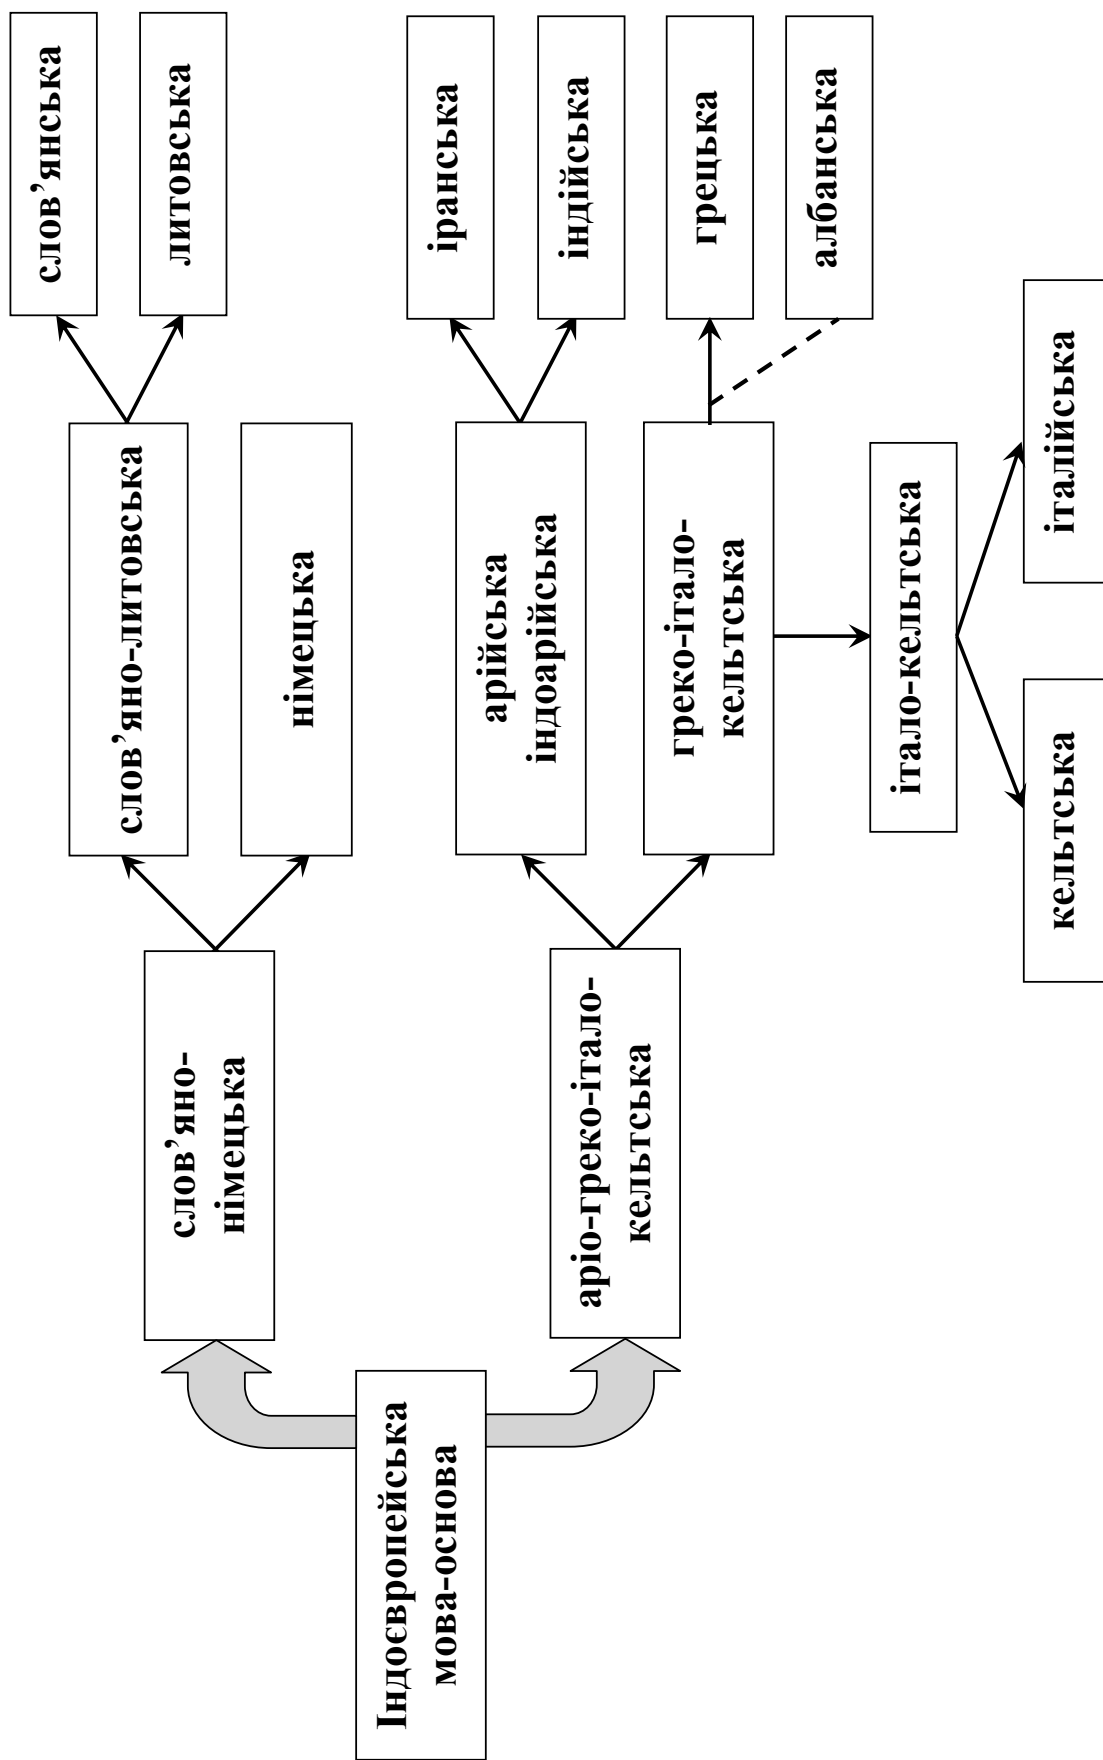 Індоєвропейська
мова-основа
слов’яно-
німецька
аріо-греко-італо-
кельтська
слов’яно-литовська
німецька
арійська
індоарійська
греко-італо-
кельтська
слов’янська
литовська
іранська
індійська
грецька
албанська
італо-кельтська
кельтська
італійська